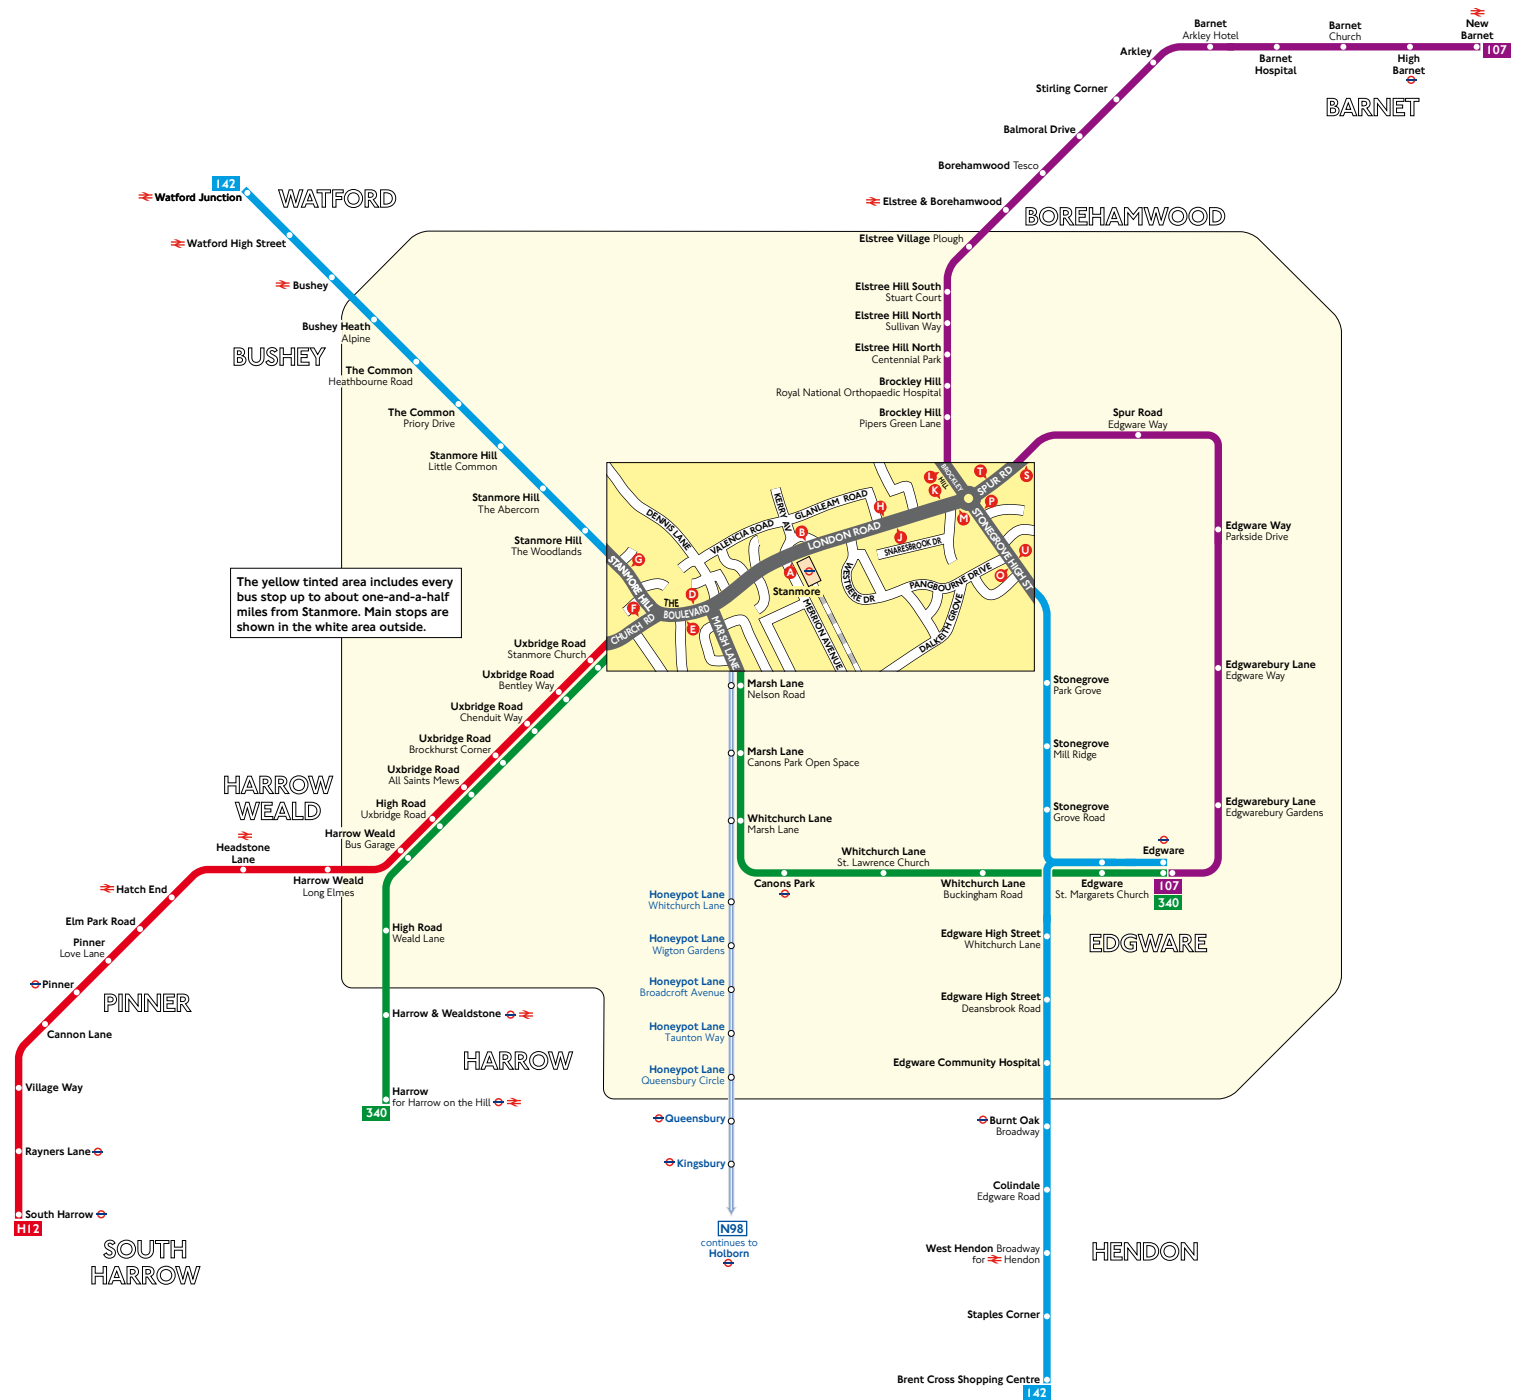 New
Barnet
107
Barnet
Arkley Hotel
Barnet
Church
Barnet
Hospital
High
Barnet
BARNET
Arkley
Stirling Corner
Balmoral Drive
Borehamwood Tesco
Elstree & Borehamwood
BOREHAMWOOD
Elstree Village Plough
Elstree Hill South
Stuart Court
Elstree Hill North
Sullivan Way
Elstree Hill North
Centennial Park
Brockley Hill
Royal National Orthopaedic Hospital
Brockley Hill
Pipers Green Lane
142
Watford Junction
WATFORD
Watford High Street
Bushey
Bushey Heath
Alpine
BUSHEY
The Common
Heathbourne Road
The Common
Priory Drive
Stanmore Hill
Little Common
Stanmore Hill
The Abercorn
Stanmore Hill
The Woodlands
The yellow tinted area includes every
bus stop up to about one-and-a-half
miles from Stanmore. Main stops are
shown in the white area outside.
Spur Road
Edgware Way
Edgware Way
Parkside Drive
Edgwarebury Lane
Edgware Way
Edgwarebury Lane
Edgwarebury Gardens
DENNIS LANE
VALENCIA ROAD
KERRY AV
GLANLEAM ROAD
LONDON ROAD
BROCKLEY
HILL
SPUR RD
STONEGROVE
HIGH ST
SNARESBROOK DR
PANGBOURNE DRIVE
WESTBERE DR
DALKEITH GROVE
MERRION AVENUE
MARSH LANE
THE
BOULEVARD
STANMORE HILL
CHURCH RD
Stanmore
A
B
D
E
F
G
H
J
K
L
M
O
P
S
T
U
Uxbridge Road
Stanmore Church
Uxbridge Road
Bentley Way
Uxbridge Road
Chenduit Way
Uxbridge Road
Brockhurst Corner
Uxbridge Road
All Saints Mews
High Road
Uxbridge Road
Harrow Weald
Bus Garage
HARROW
WEALD
Headstone
Lane
Harrow Weald
Long Elmes
Hatch End
Elm Park Road
Pinner
Love Lane
Pinner
PINNER
Cannon Lane
Village Way
Rayners Lane
South Harrow
H12
SOUTH
HARROW
High Road
Weald Lane
Harrow & Wealdstone
HARROW
Harrow
for Harrow on the Hill
340
Marsh Lane
Nelson Road
Marsh Lane
Canons Park Open Space
Whitchurch Lane
Marsh Lane
Canons Park
Whitchurch Lane
St. Lawrence Church
Whitchurch Lane
Buckingham Road
Edgware
St. Margarets Church
Edgware
107
340
EDGWARE
Honeypot Lane
Whitchurch Lane
Honeypot Lane
Wigton Gardens
Honeypot Lane
Broadcroft Avenue
Honeypot Lane
Taunton Way
Honeypot Lane
Queensbury Circle
Queensbury
Kingsbury
N98
continues to
Holborn
Stonegrove
Park Grove
Stonegrove
Mill Ridge
Stonegrove
Grove Road
Edgware High Street
Whitchurch Lane
Edgware High Street
Deansbrook Road
Edgware Community Hospital
Burnt Oak
Broadway
Colindale
Edgware Road
West Hendon Broadway
for Hendon
HENDON
Staples Corner
Brent Cross Shopping Centre
142